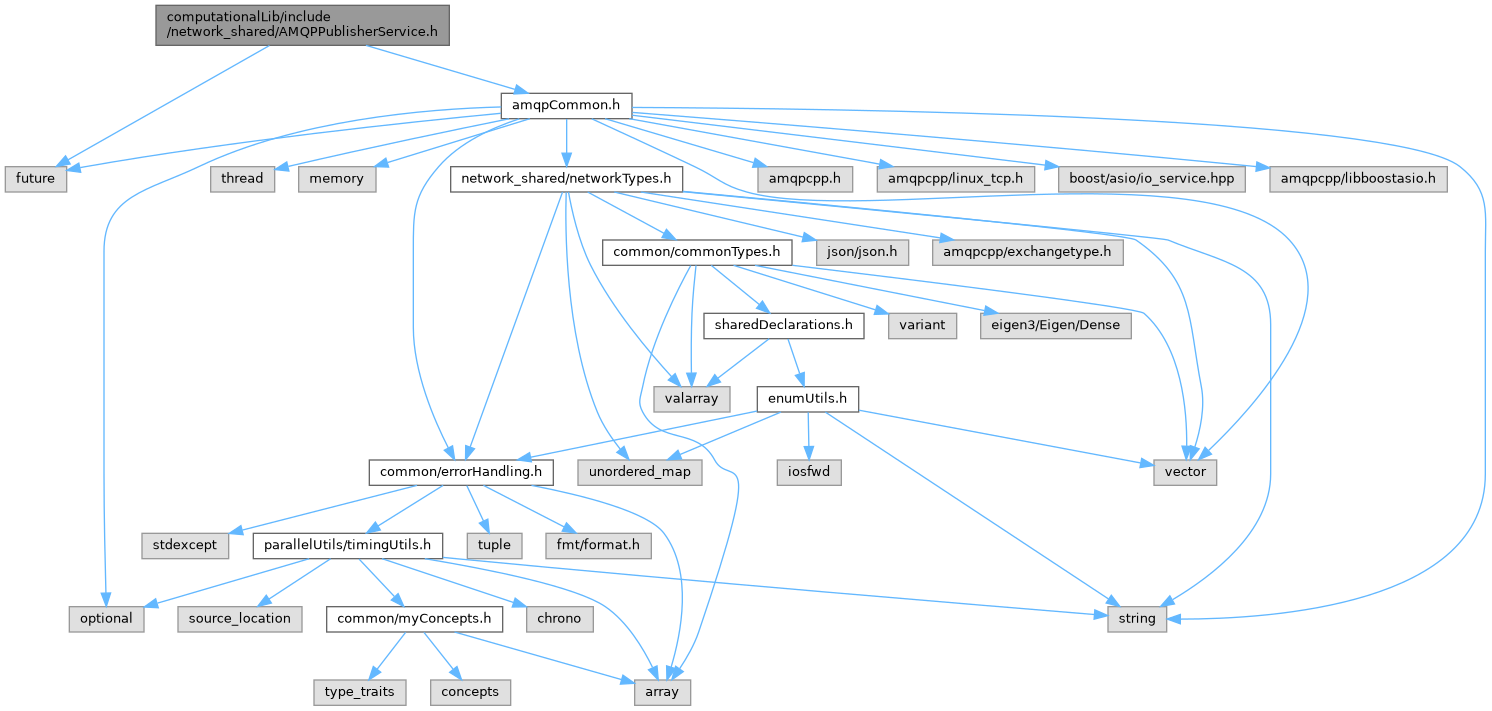 computationalLib/include
/network_shared/AMQPPublisherService.h
amqpCommon.h
future
thread
memory
network_shared/networkTypes.h
amqpcpp.h
amqpcpp/linux_tcp.h
boost/asio/io_service.hpp
amqpcpp/libboostasio.h
common/commonTypes.h
json/json.h
amqpcpp/exchangetype.h
sharedDeclarations.h
variant
eigen3/Eigen/Dense
valarray
enumUtils.h
common/errorHandling.h
unordered_map
iosfwd
vector
stdexcept
parallelUtils/timingUtils.h
tuple
fmt/format.h
optional
source_location
common/myConcepts.h
chrono
string
type_traits
concepts
array